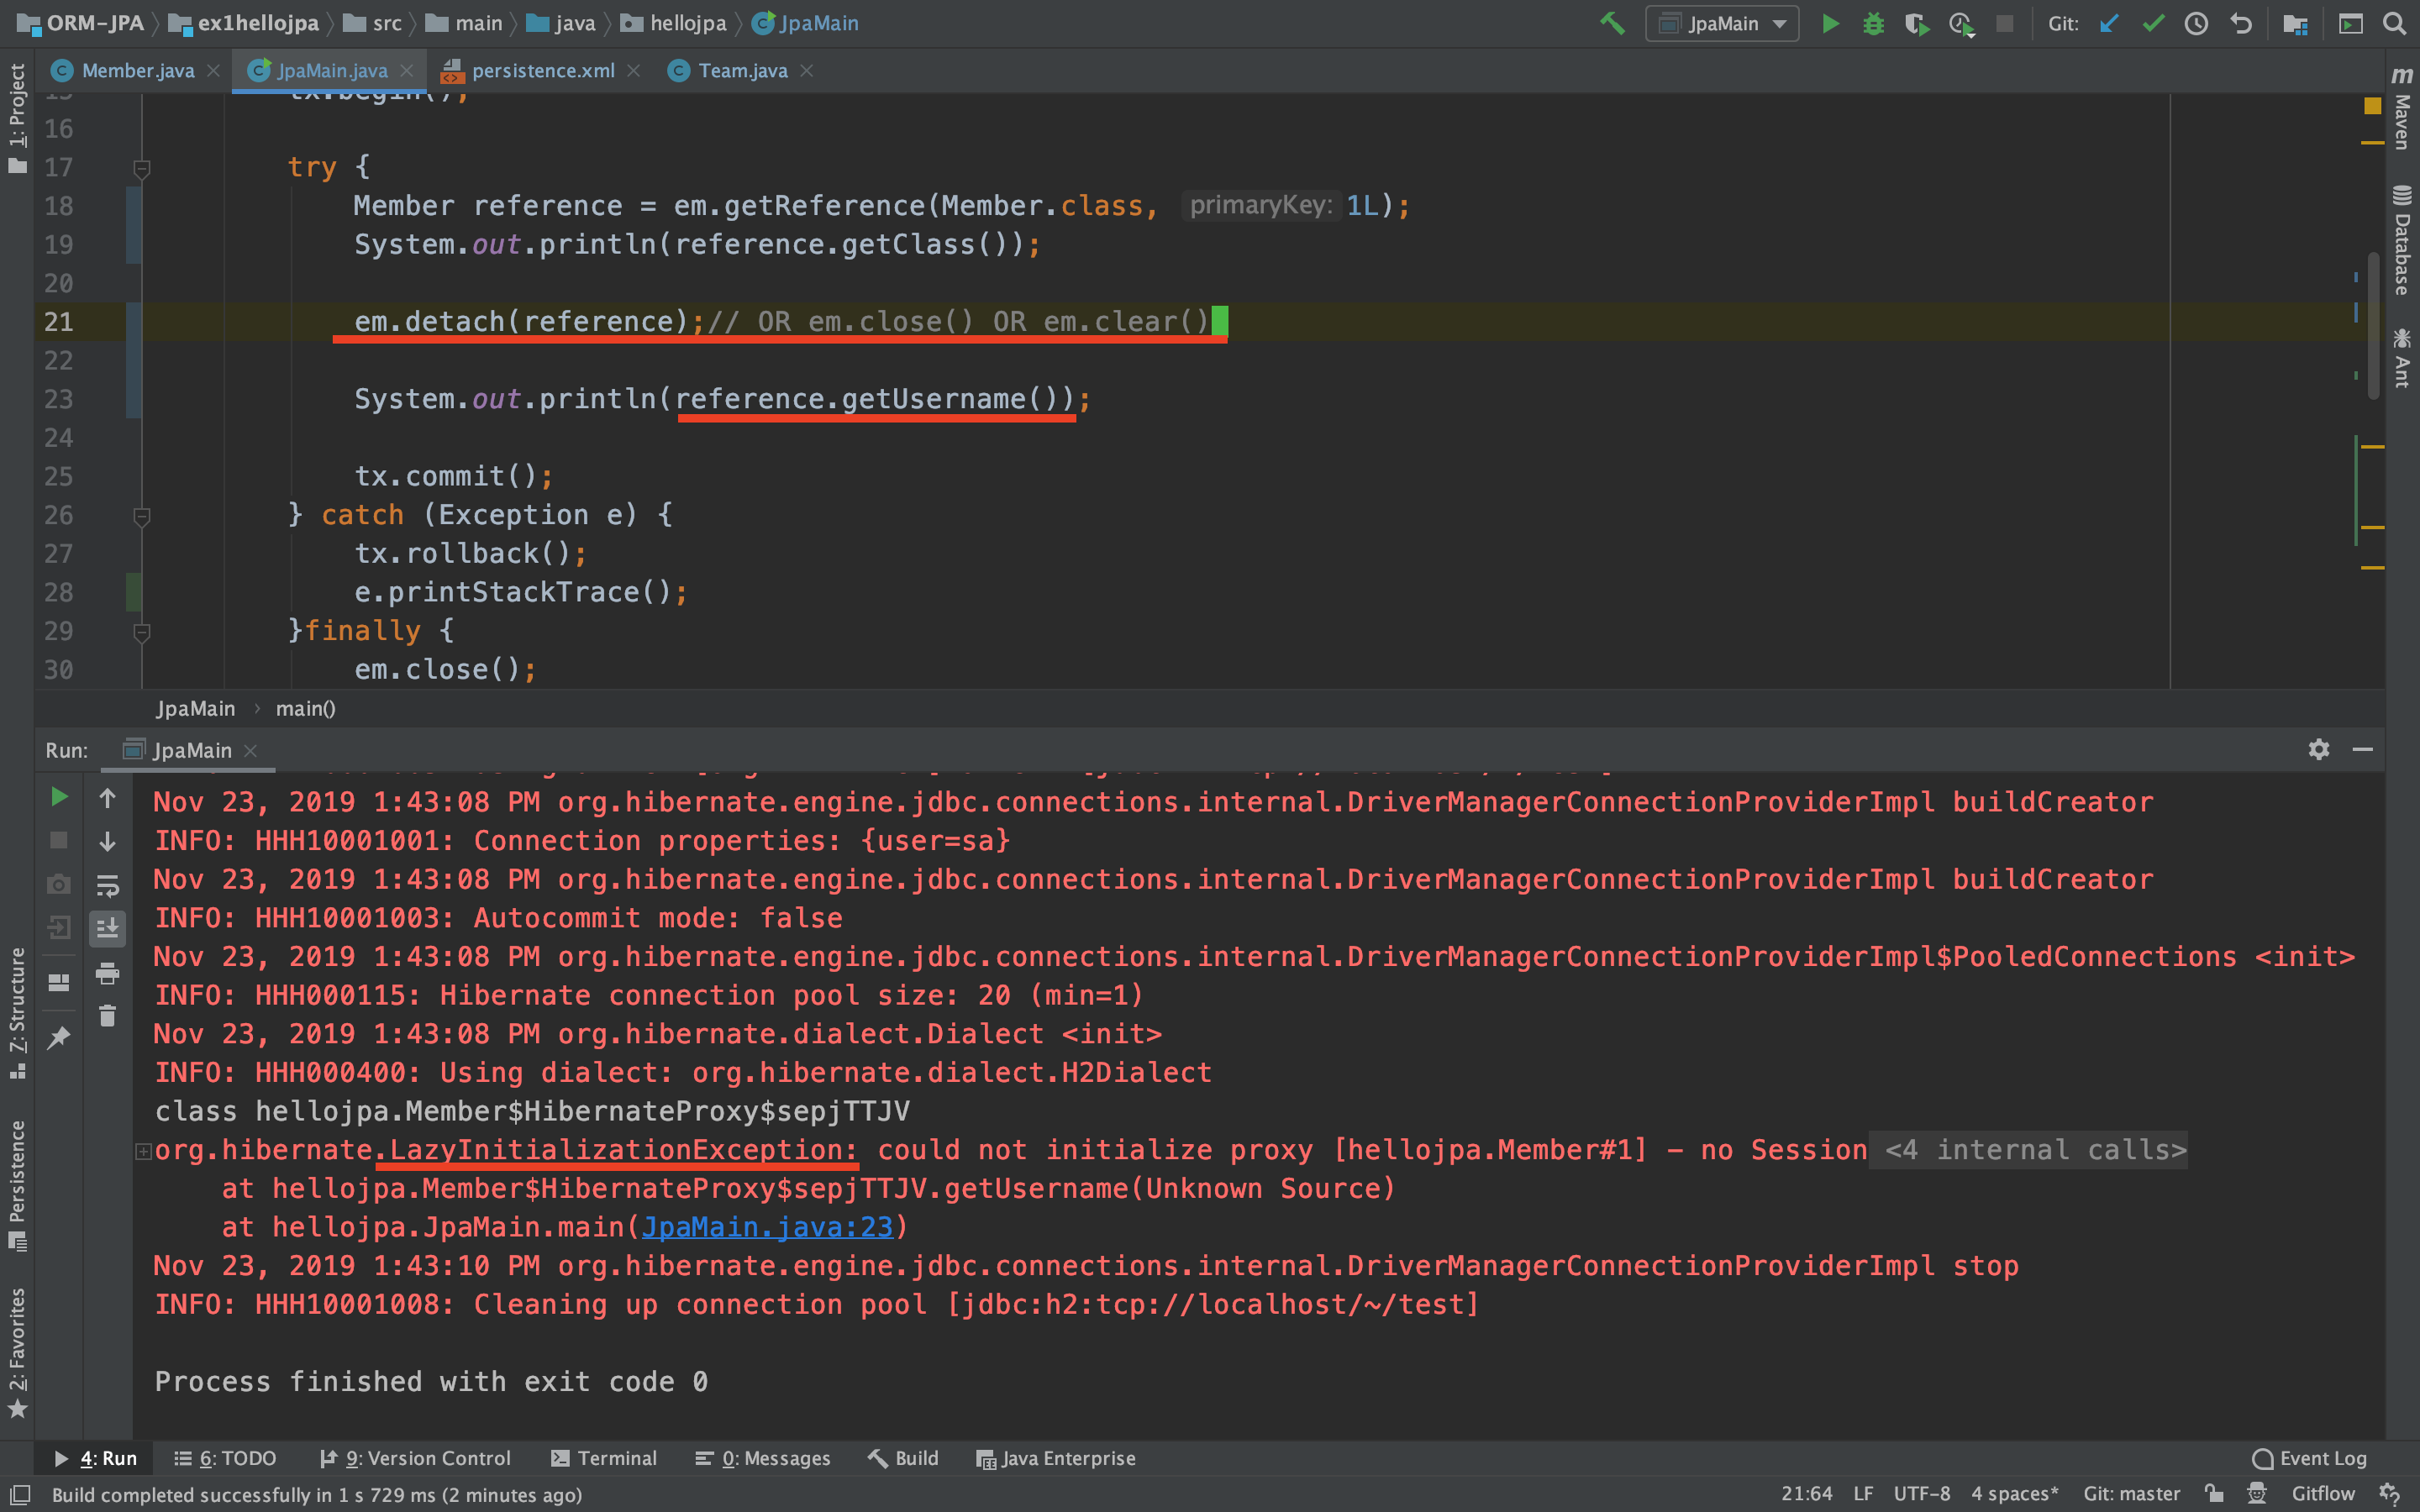 ORM-JPA ex1hellojpa src main java hellojpa JpaMain
JpaMain Git:
Member.java JpaMain.java persistence.xml Team.java
1: Project
Maven
Database
Ant
15 tx.begin();
16
17 try {
18 Member reference = em.getReference(Member.class, primaryKey: 1L);
19 System.out.println(reference.getClass());
20
21 em.detach(reference);// OR em.close() OR em.clear()
22
23 System.out.println(reference.getUsername());
24
25 tx.commit();
26 } catch (Exception e) {
27 tx.rollback();
28 e.printStackTrace();
29 }finally {
30 em.close();
JpaMain > main()
Run: JpaMain
Nov 23, 2019 1:43:08 PM org.hibernate.engine.jdbc.connections.internal.DriverManagerConnectionProviderImpl buildCreator
INFO: HHH10001001: Connection properties: {user=sa}
Nov 23, 2019 1:43:08 PM org.hibernate.engine.jdbc.connections.internal.DriverManagerConnectionProviderImpl buildCreator
INFO: HHH10001003: Autocommit mode: false
Nov 23, 2019 1:43:08 PM org.hibernate.engine.jdbc.connections.internal.DriverManagerConnectionProviderImpl$PooledConnections <init>
INFO: HHH000115: Hibernate connection pool size: 20 (min=1)
Nov 23, 2019 1:43:08 PM org.hibernate.dialect.Dialect <init>
INFO: HHH000400: Using dialect: org.hibernate.dialect.H2Dialect
class hellojpa.Member$HibernateProxy$sepjTTJV
org.hibernate.LazyInitializationException: could not initialize proxy [hellojpa.Member#1] – no Session <4 internal calls>
at hellojpa.Member$HibernateProxy$sepjTTJV.getUsername(Unknown Source)
at hellojpa.JpaMain.main(JpaMain.java:23)
Nov 23, 2019 1:43:10 PM org.hibernate.engine.jdbc.connections.internal.DriverManagerConnectionProviderImpl stop
INFO: HHH10001008: Cleaning up connection pool [jdbc:h2:tcp://localhost/~/test]
Process finished with exit code 0
Z: Structure
Persistence
2: Favorites
4: Run 6: TODO 9: Version Control Terminal 0: Messages Build Java Enterprise Event Log
Build completed successfully in 1 s 729 ms (2 minutes ago) 21:64 LF UTF-8 4 spaces* Git: master Gitflow